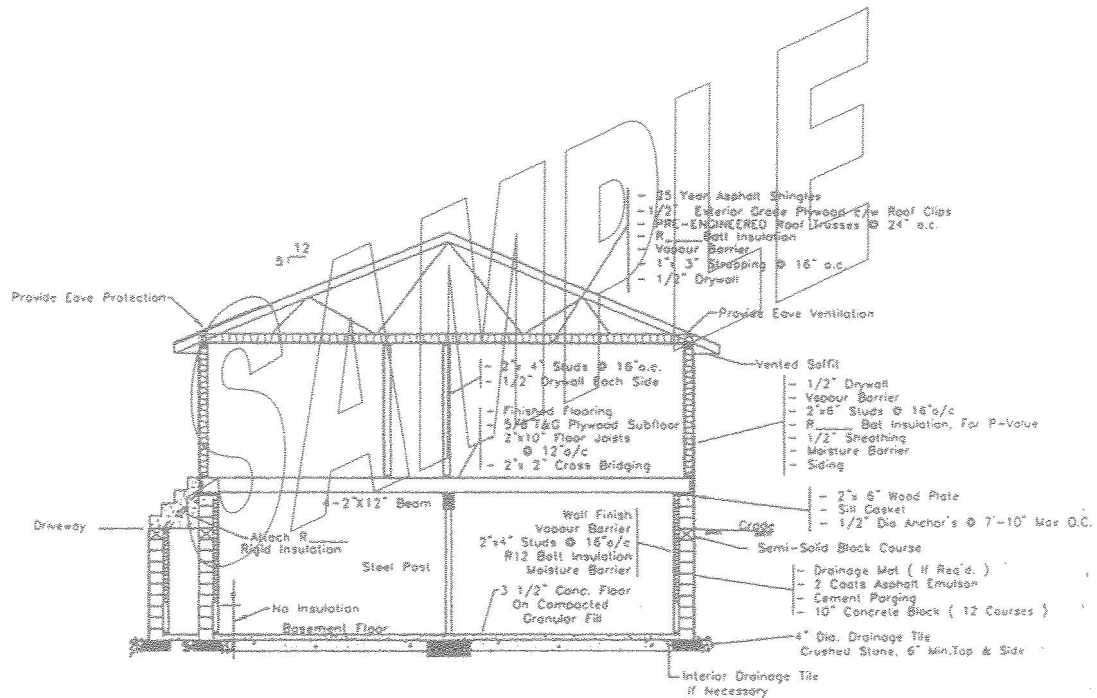 SAMPLE
- 25 Year Asphalt Shingles
- 1/2" Exterior Grade Plywood c/w Roof Clips
- PRE-ENGINEERED Roof Trusses @ 24" o.c.
- R____ Batt Insulation
- Vapour Barrier
- 1"x 3" Strapping @ 16" o.c.
- 1/2" Drywall
12
5
Provide Eave Protection
Provide Eave Ventilation
Vented Soffit
- 2"x 4" Studs @ 16"o.c.
- 1/2" Drywall Each Side
- Finished Flooring
- 5/8 T&G Plywood Subfloor
- 2"x10" Floor Joists
@ 12"o/c
- 2"x 2" Cross Bridging
- 1/2" Drywall
- Vapour Barrier
- 2"x6" Studs @ 16"o/c
- R____ Bat Insulation, For P-Value
- 1/2" Sheathing
- Moisture Barrier
- Siding
4-2"X12" Beam
- 2"x 6" Wood Plate
- Sill Gasket
- 1/2" Dia Anchor's @ 7'-10" Max O.C.
Driveway
Attach R____
Rigid Insulation
Steel Post
Wall Finish
Vapour Barrier
2"x4" Studs @ 16"o/c
R12 Batt Insulation
Moisture Barrier
Grade
Semi-Solid Block Course
- Drainage Mat ( If Req'd. )
- 2 Coats Asphalt Emulson
- Cement Parging
- 10" Concrete Block ( 12 Courses )
No Insulation
Basement Floor
3 1/2" Conc. Floor
On Compacted
Granular Fill
4" Dia. Drainage Tile
Crushed Stone, 6" Min.Top & Side
Interior Drainage Tile
If Necessary